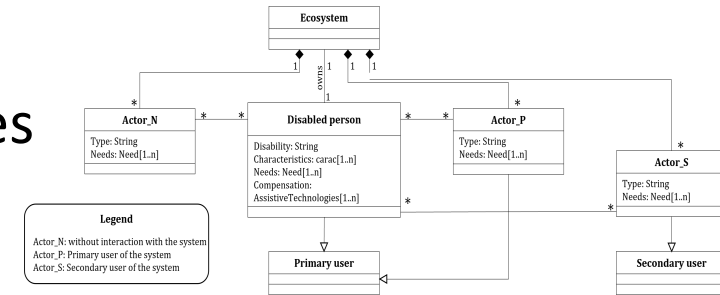 es
Ecosystem
1
owns
1
1
1
1
*
*
*
Actor_N
Type: String
Needs: Need[1..n]
*
*
Disabled person
Disability: String
Characteristics: carac[1..n]
Needs: Need[1..n]
Compensation:
AssistiveTechnologies[1..n]
*
*
Actor_P
Type: String
Needs: Need[1..n]
Actor_S
Type: String
Needs: Need[1..n]
*
*
Legend
Actor_N: without interaction with the system
Actor_P: Primary user of the system
Actor_S: Secondary user of the system
Primary user
Secondary user